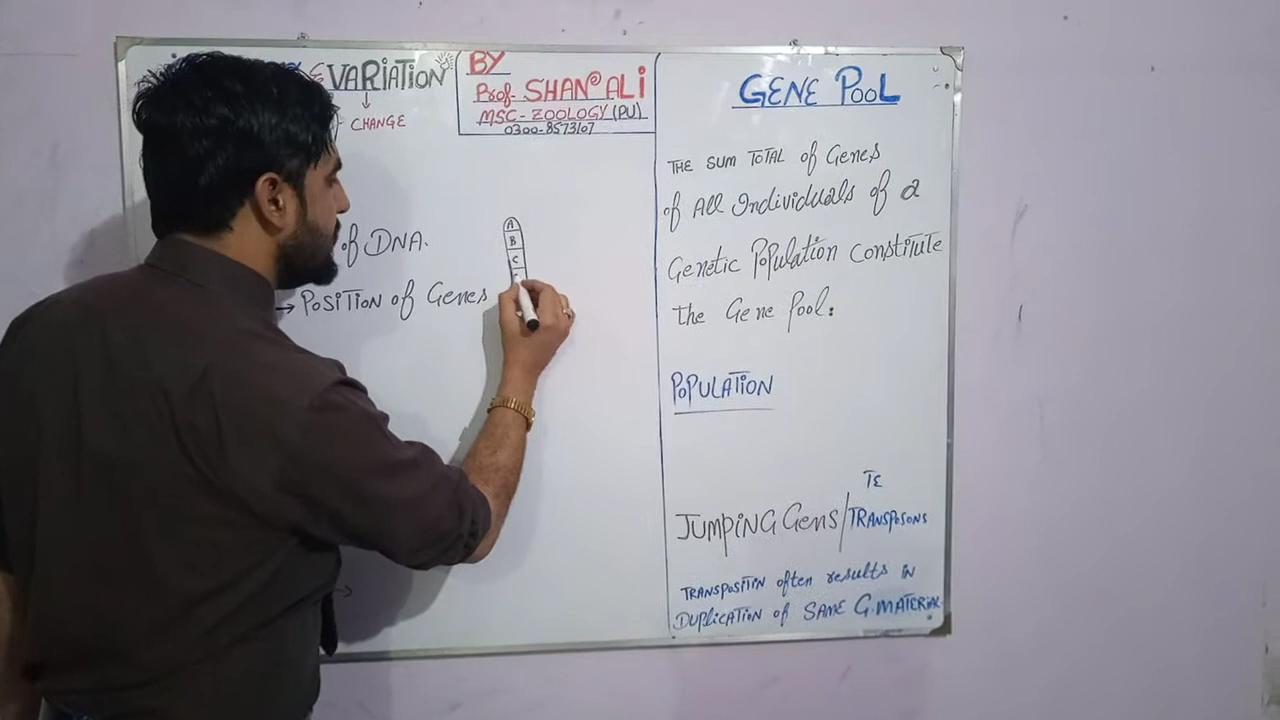 VARIATION
CHANGE
of DNA.
→ POSITION of Genes
A
B
C
BY
Prof- SHAN ALi
MSC-ZOOLOGY (PU)
0300-8573107
GENE POOL
THE SUM TOTAL of Genes
of All Individuals of a
Genetic Population CONSTITUTE
the Gene Pool.
POPULATION
TE
JUMPING Gens/TRANSPOSONS
TRANSPOSITIN often results IN
DUPLICATION of SAME G.MATERIAL